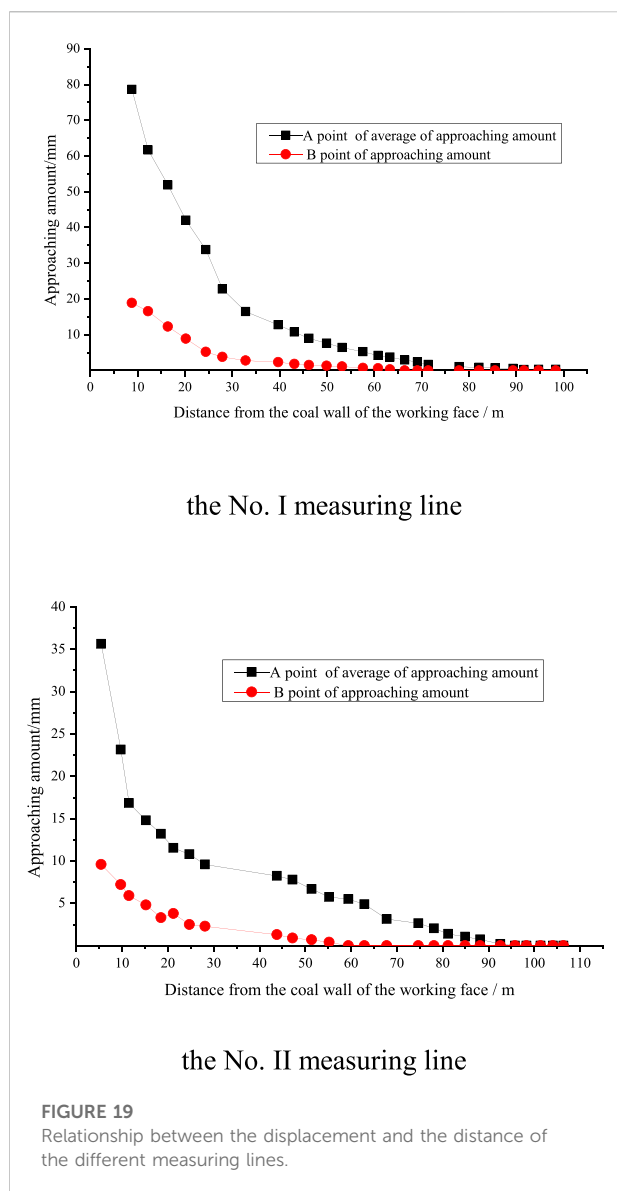 90
80
70
60
50
40
30
20
10
Approaching amount/mm
A point of average of approaching amount
B point of approaching amount
0 10 20 30 40 50 60 70 80 90 100
Distance from the coal wall of the working face / m
the No. I measuring line
40
35
30
25
20
15
10
5
Approaching amount/mm
A point of average of approaching amount
B point of approaching amount
0 10 20 30 40 50 60 70 80 90 100 110
Distance from the coal wall of the working face / m
the No. II measuring line
FIGURE 19
Relationship between the displacement and the distance of
the different measuring lines.